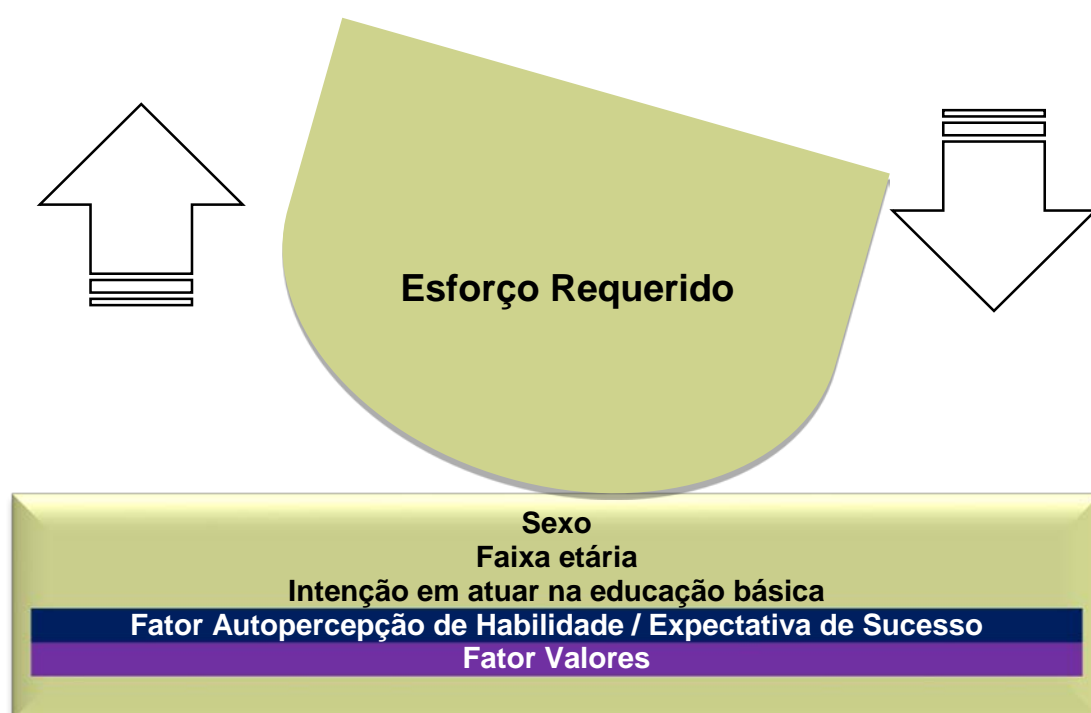 Esforço Requerido
Sexo
Faixa etária
Intenção em atuar na educação básica
Fator Autopercepção de Habilidade / Expectativa de Sucesso
Fator Valores